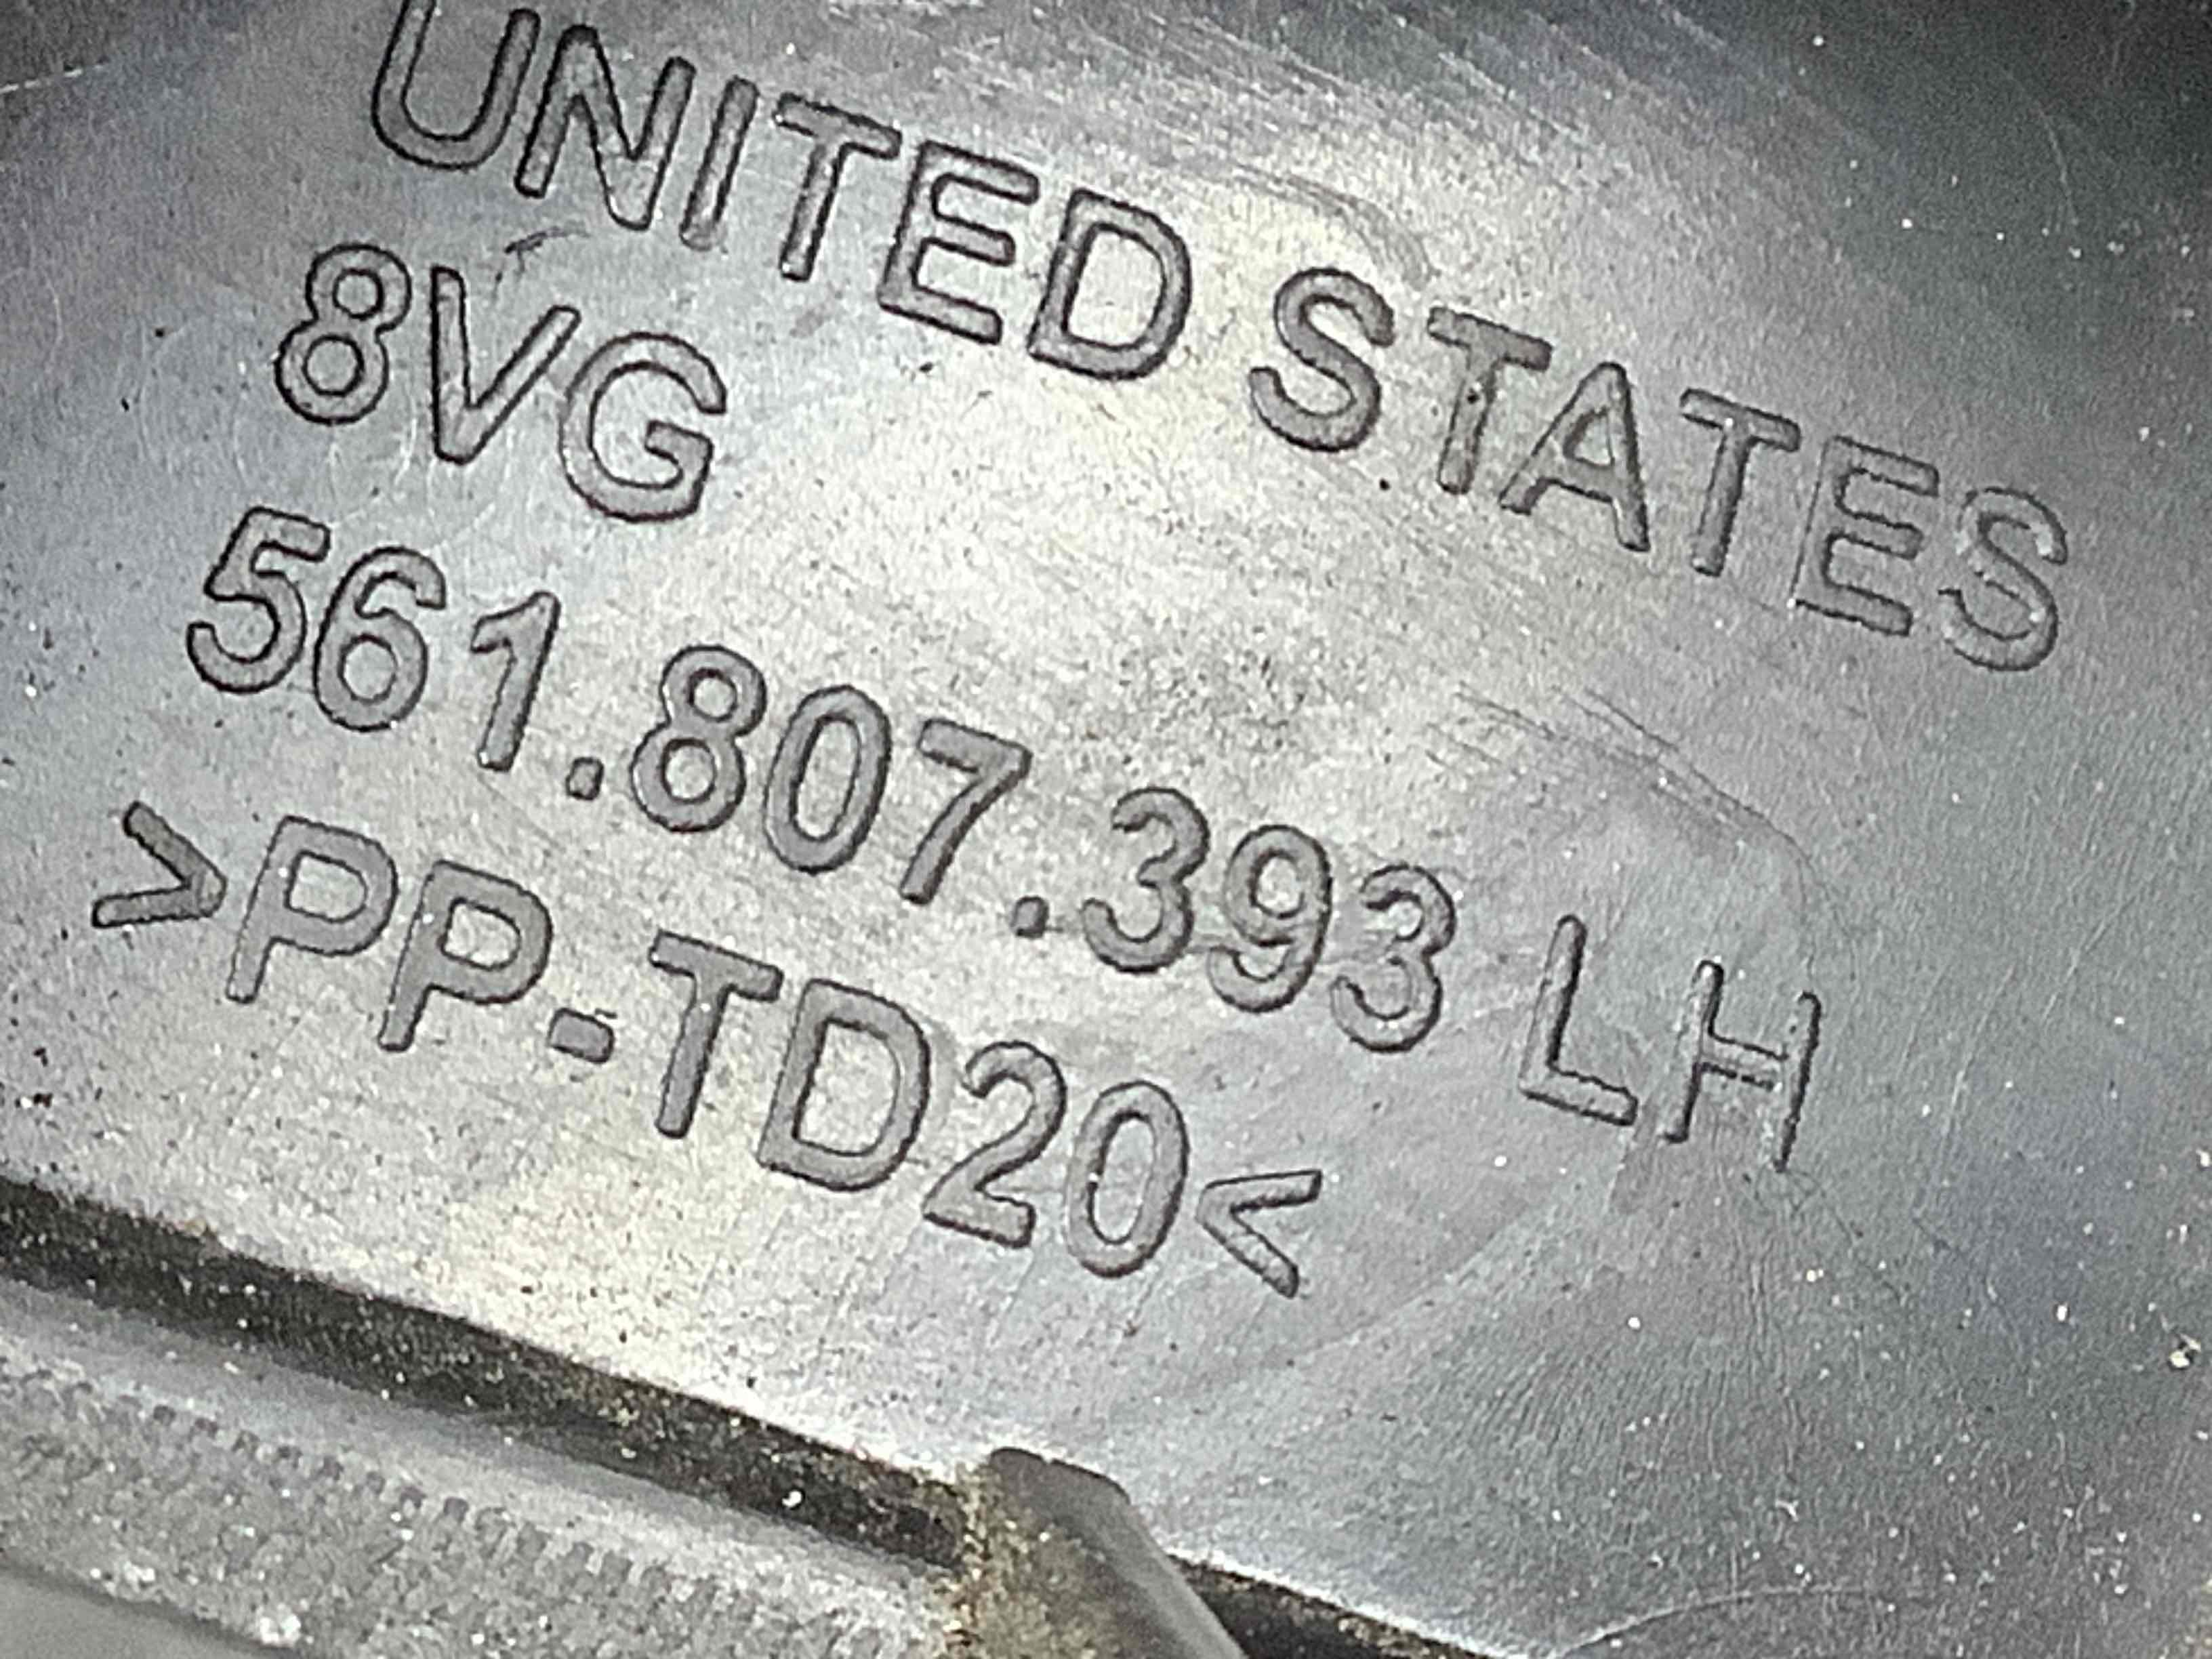 UNITED STATES
8VG
561.807.393 LH
>PP-TD20<